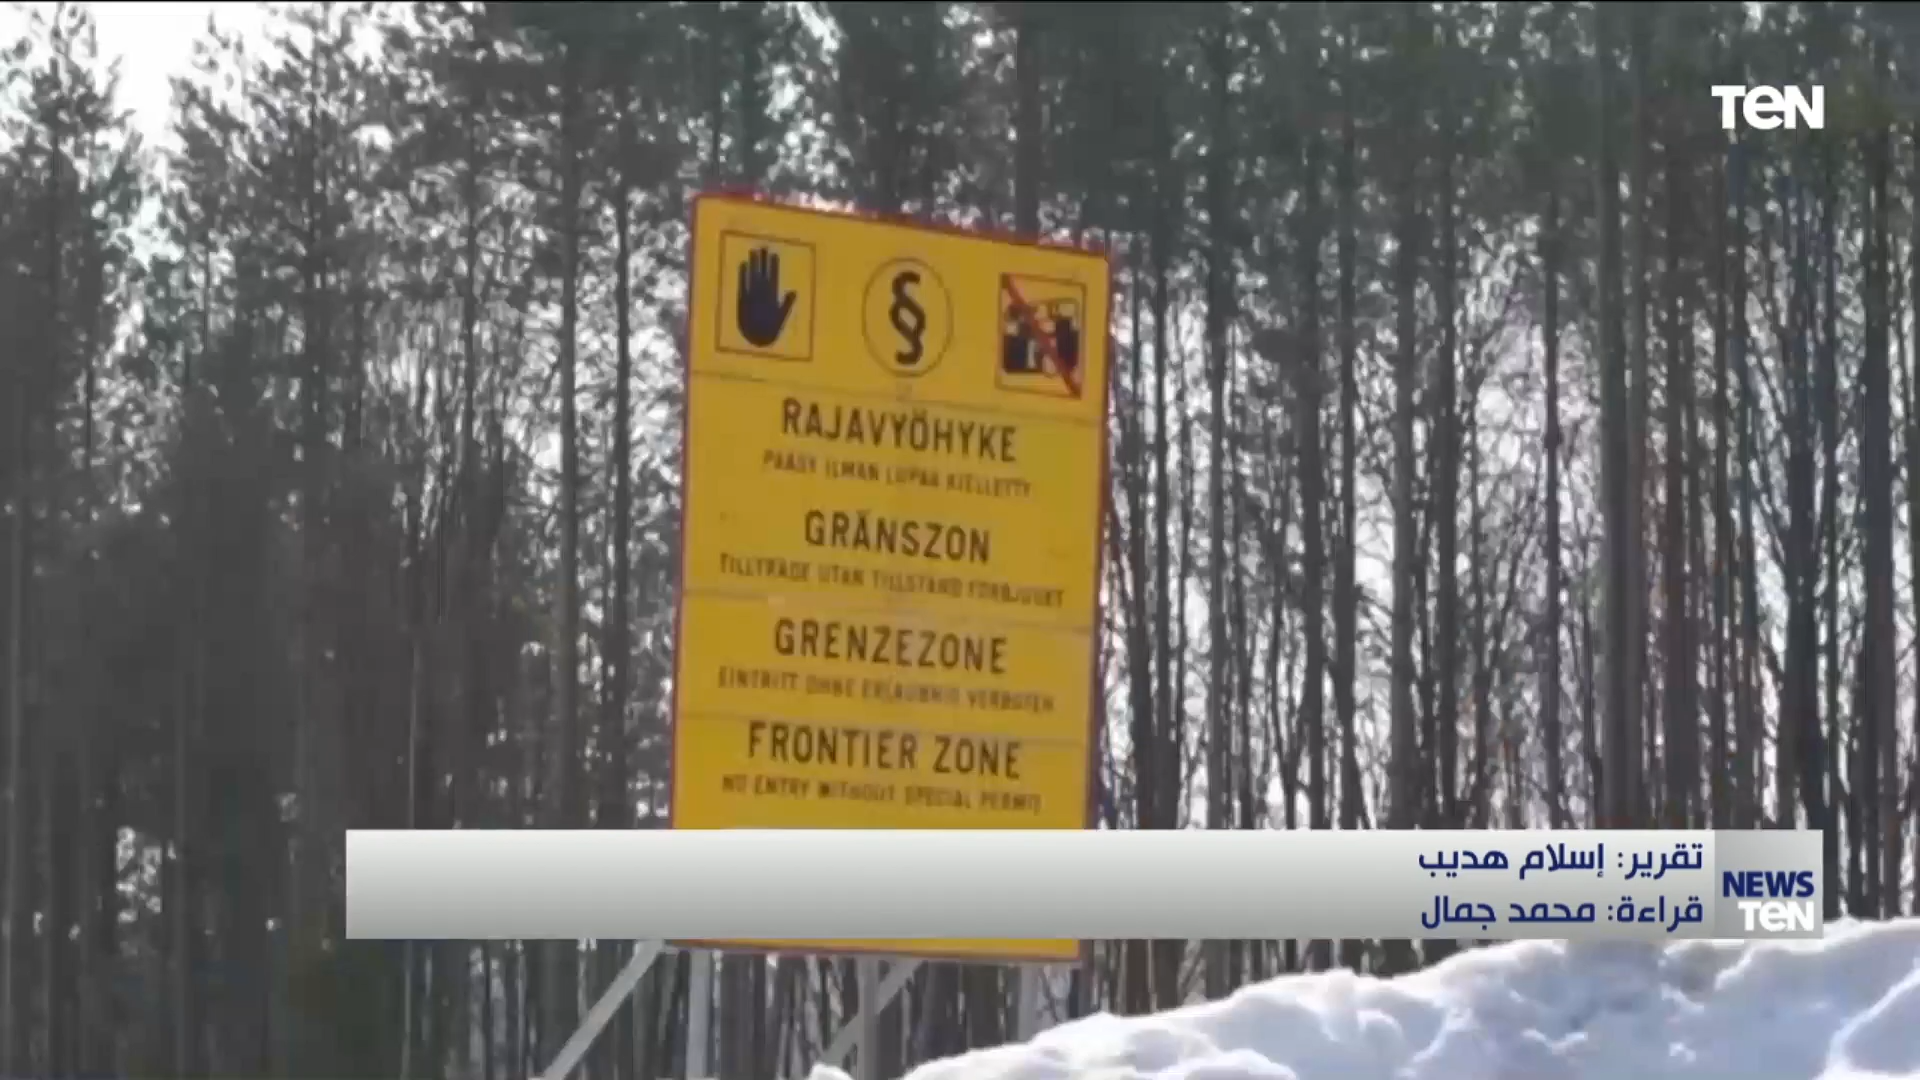 TEN
RAJAVYÖHYKE
PÄÄSY ILMAN LUPAA KIELLETTY
GRÄNSZON
TILLTRÄDE UTAN TILLSTÅND FÖRBJUDET
GRENZEZONE
EINTRITT OHNE ERLAUBNIS VERBOTEN
FRONTIER ZONE
NO ENTRY WITHOUT SPECIAL PERMIT
تقرير: إسلام هديب
قراءة: محمد جمال
NEWS
TEN